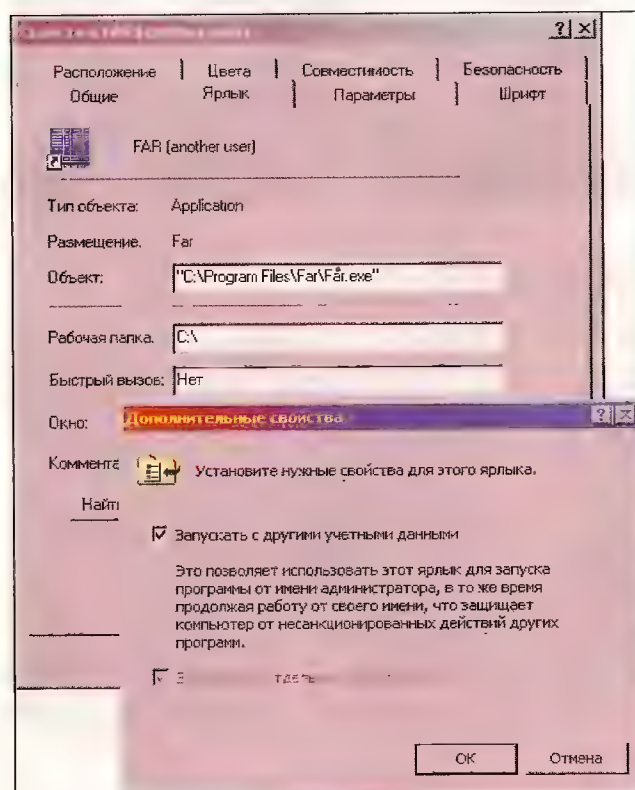 Расположение Цвета Совместимость Безопасность
Общие Ярлык Параметры Шрифт
FAR (another user)
Тип объекта: Application
Размещение: Far
Объект: "C:\Program Files\Far\Far.exe"
Рабочая папка: C:\
Быстрый вызов: Нет
Окно:
Коммента
Найти
Дополнительные свойства
Установите нужные свойства для этого ярлыка.
Запускать с другими учетными данными
Это позволяет использовать этот ярлык для запуска
программы от имени администратора, в то же время
продолжая работу от своего имени, что защищает
компьютер от несанкционированных действий других
программ.
OK Отмена